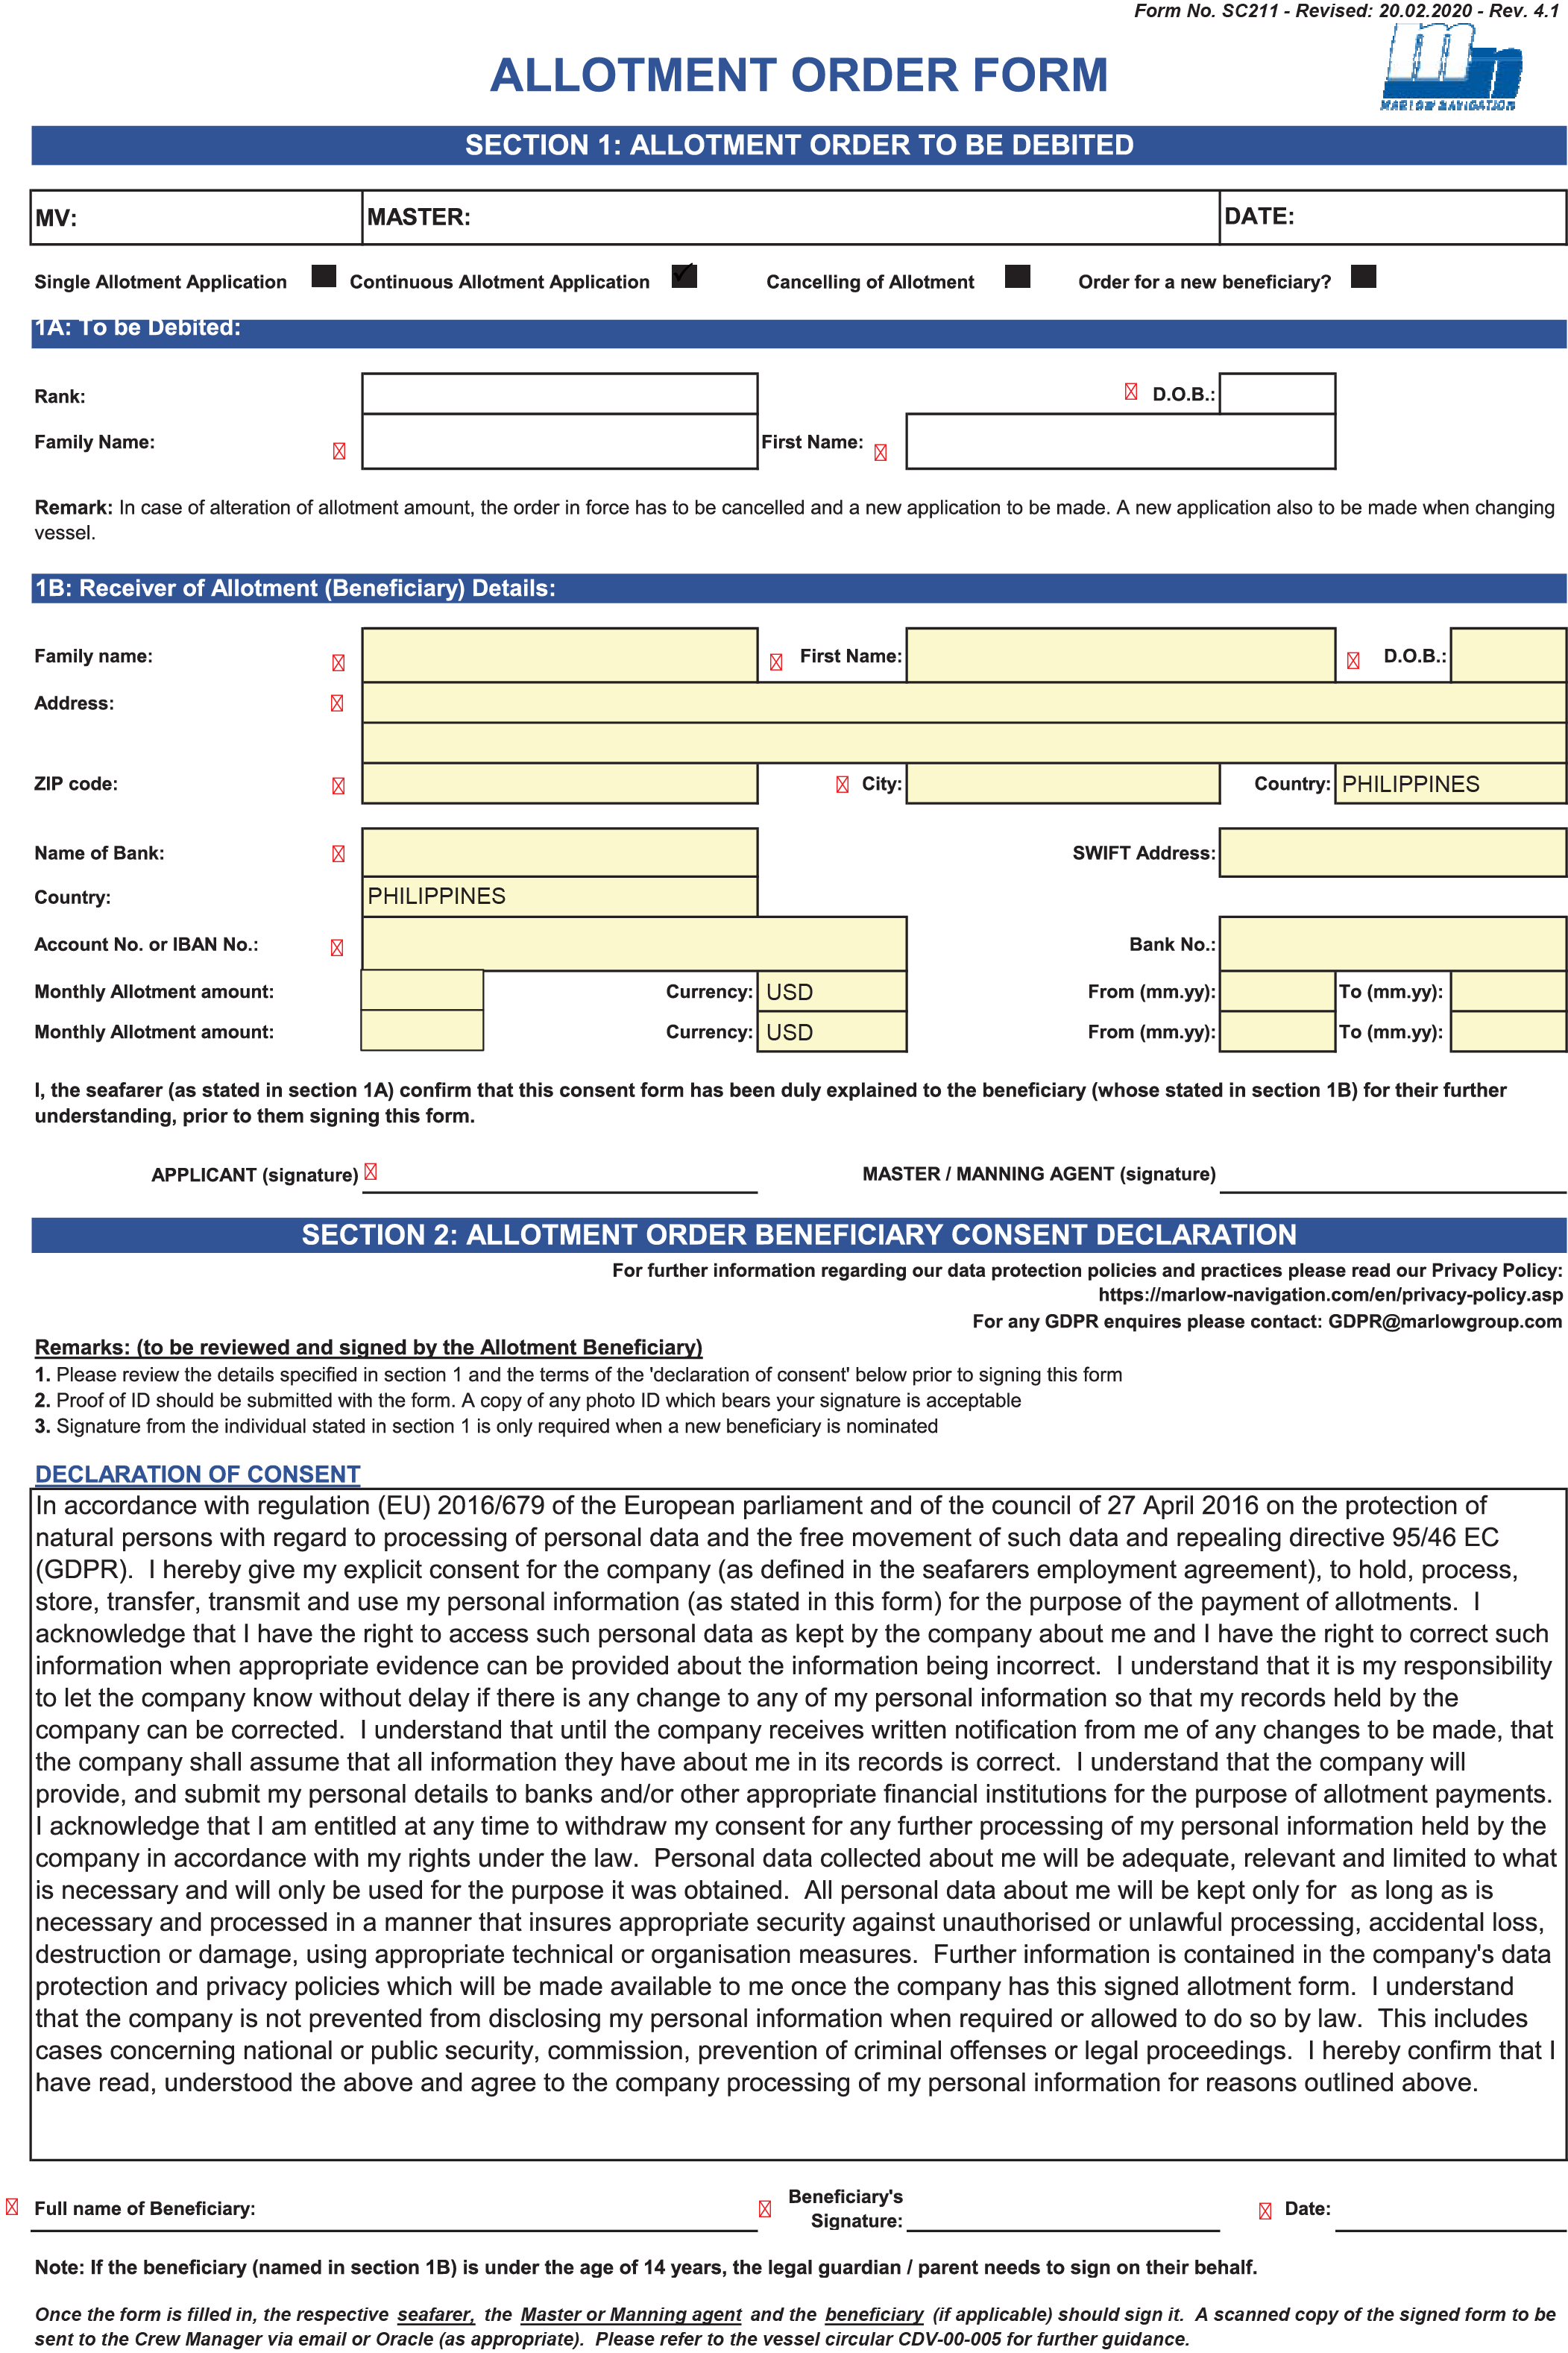 Form No. SC211 - Revised: 20.02.2020 - Rev. 4.1
ALLOTMENT ORDER FORM
MARLOW NAVIGATION
SECTION 1: ALLOTMENT ORDER TO BE DEBITED
MV: MASTER: DATE:
Single Allotment Application Continuous Allotment Application ✓ Cancelling of Allotment Order for a new beneficiary?
1A: To be Debited:
Rank: D.O.B.:
Family Name: First Name:
Remark: In case of alteration of allotment amount, the order in force has to be cancelled and a new application to be made. A new application also to be made when changing
vessel.
1B: Receiver of Allotment (Beneficiary) Details:
Family name: First Name: D.O.B.:
Address:
ZIP code: City: Country: PHILIPPINES
Name of Bank: SWIFT Address:
Country: PHILIPPINES
Account No. or IBAN No.: Bank No.:
Monthly Allotment amount: Currency: USD From (mm.yy): To (mm.yy):
Monthly Allotment amount: Currency: USD From (mm.yy): To (mm.yy):
I, the seafarer (as stated in section 1A) confirm that this consent form has been duly explained to the beneficiary (whose stated in section 1B) for their further
understanding, prior to them signing this form.
APPLICANT (signature) MASTER / MANNING AGENT (signature)
SECTION 2: ALLOTMENT ORDER BENEFICIARY CONSENT DECLARATION
For further information regarding our data protection policies and practices please read our Privacy Policy:
https://marlow-navigation.com/en/privacy-policy.asp
For any GDPR enquires please contact: GDPR@marlowgroup.com
Remarks: (to be reviewed and signed by the Allotment Beneficiary)
1. Please review the details specified in section 1 and the terms of the 'declaration of consent' below prior to signing this form
2. Proof of ID should be submitted with the form. A copy of any photo ID which bears your signature is acceptable
3. Signature from the individual stated in section 1 is only required when a new beneficiary is nominated
DECLARATION OF CONSENT
In accordance with regulation (EU) 2016/679 of the European parliament and of the council of 27 April 2016 on the protection of
natural persons with regard to processing of personal data and the free movement of such data and repealing directive 95/46 EC
(GDPR). I hereby give my explicit consent for the company (as defined in the seafarers employment agreement), to hold, process,
store, transfer, transmit and use my personal information (as stated in this form) for the purpose of the payment of allotments. I
acknowledge that I have the right to access such personal data as kept by the company about me and I have the right to correct such
information when appropriate evidence can be provided about the information being incorrect. I understand that it is my responsibility
to let the company know without delay if there is any change to any of my personal information so that my records held by the
company can be corrected. I understand that until the company receives written notification from me of any changes to be made, that
the company shall assume that all information they have about me in its records is correct. I understand that the company will
provide, and submit my personal details to banks and/or other appropriate financial institutions for the purpose of allotment payments.
I acknowledge that I am entitled at any time to withdraw my consent for any further processing of my personal information held by the
company in accordance with my rights under the law. Personal data collected about me will be adequate, relevant and limited to what
is necessary and will only be used for the purpose it was obtained. All personal data about me will be kept only for as long as is
necessary and processed in a manner that insures appropriate security against unauthorised or unlawful processing, accidental loss,
destruction or damage, using appropriate technical or organisation measures. Further information is contained in the company's data
protection and privacy policies which will be made available to me once the company has this signed allotment form. I understand
that the company is not prevented from disclosing my personal information when required or allowed to do so by law. This includes
cases concerning national or public security, commission, prevention of criminal offenses or legal proceedings. I hereby confirm that I
have read, understood the above and agree to the company processing of my personal information for reasons outlined above.
Full name of Beneficiary: Beneficiary's Signature: Date:
Note: If the beneficiary (named in section 1B) is under the age of 14 years, the legal guardian / parent needs to sign on their behalf.
Once the form is filled in, the respective seafarer, the Master or Manning agent and the beneficiary (if applicable) should sign it. A scanned copy of the signed form to be
sent to the Crew Manager via email or Oracle (as appropriate). Please refer to the vessel circular CDV-00-005 for further guidance.